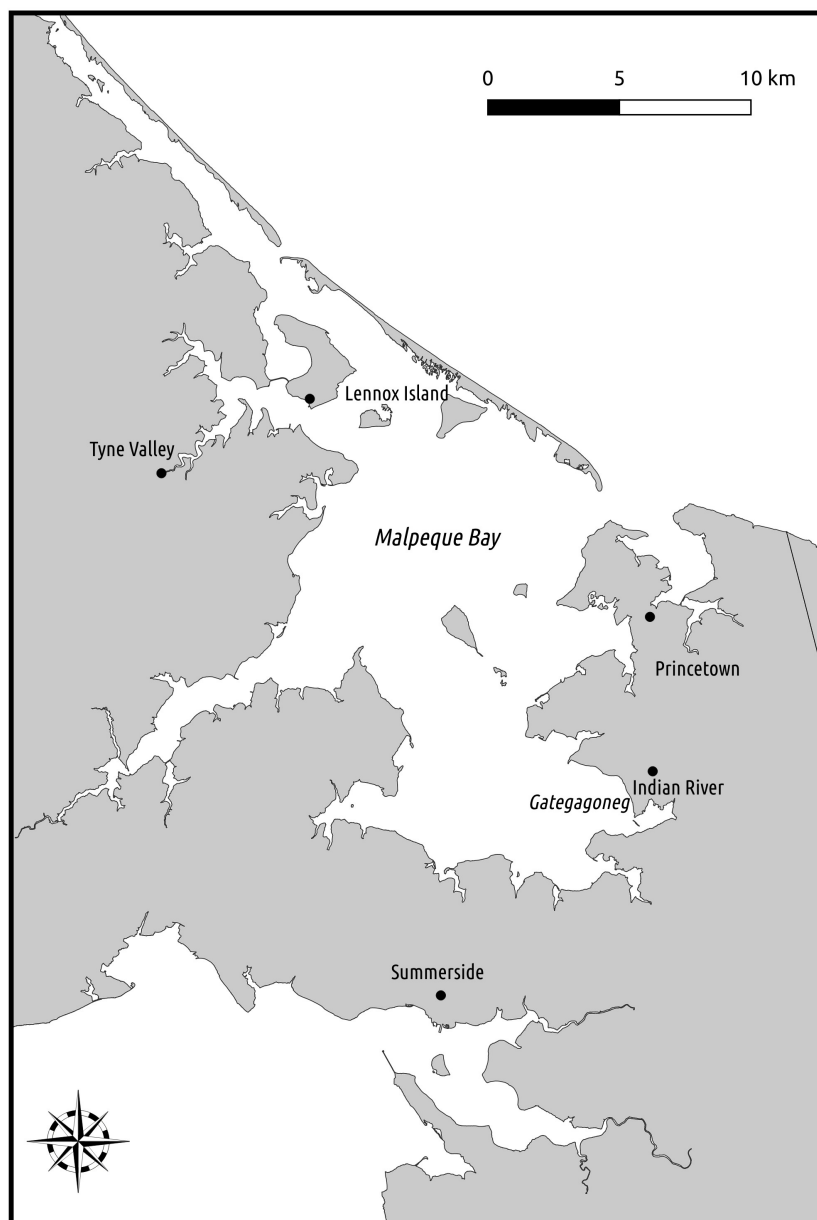 0 5 10 km
Lennox Island
Tyne Valley
Malpeque Bay
Princetown
Indian River
Gategagoneg
Summerside